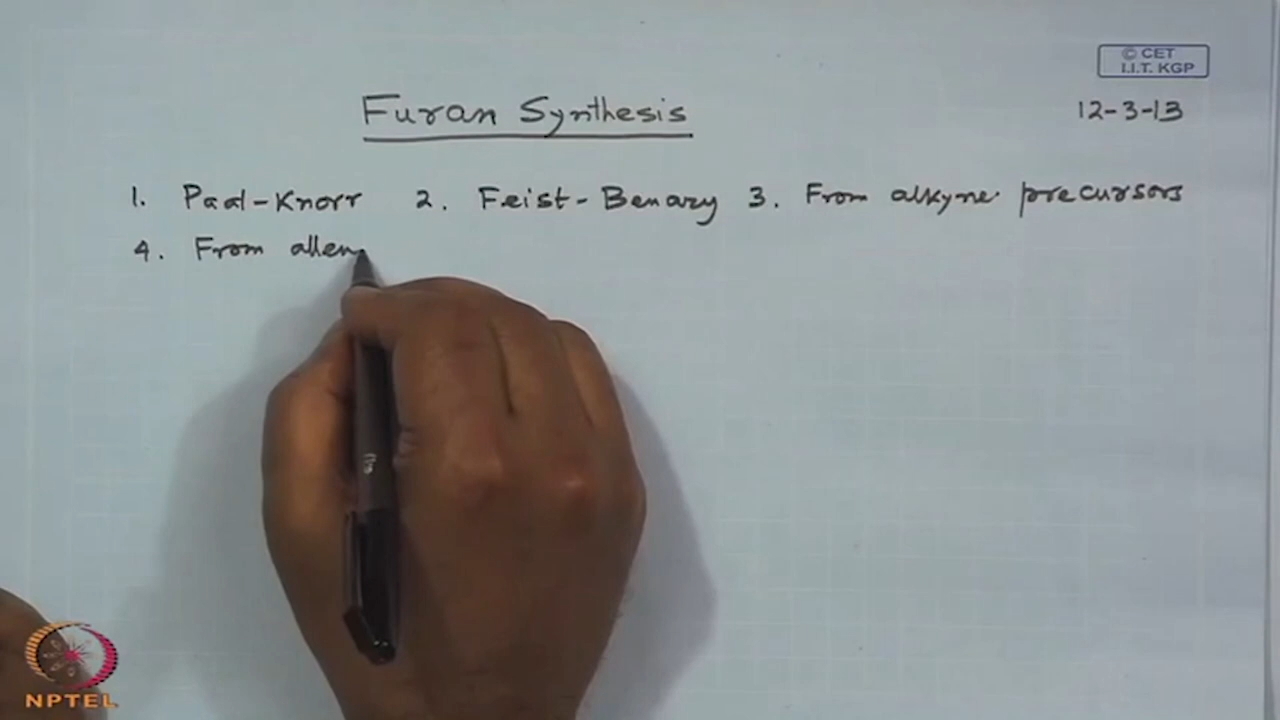 © CET
I.I.T. KGP
Furan Synthesis
12-3-13
1. Paal-Knorr 2. Feist-Benary 3. From alkyne precursors
4. From allen
NPTEL